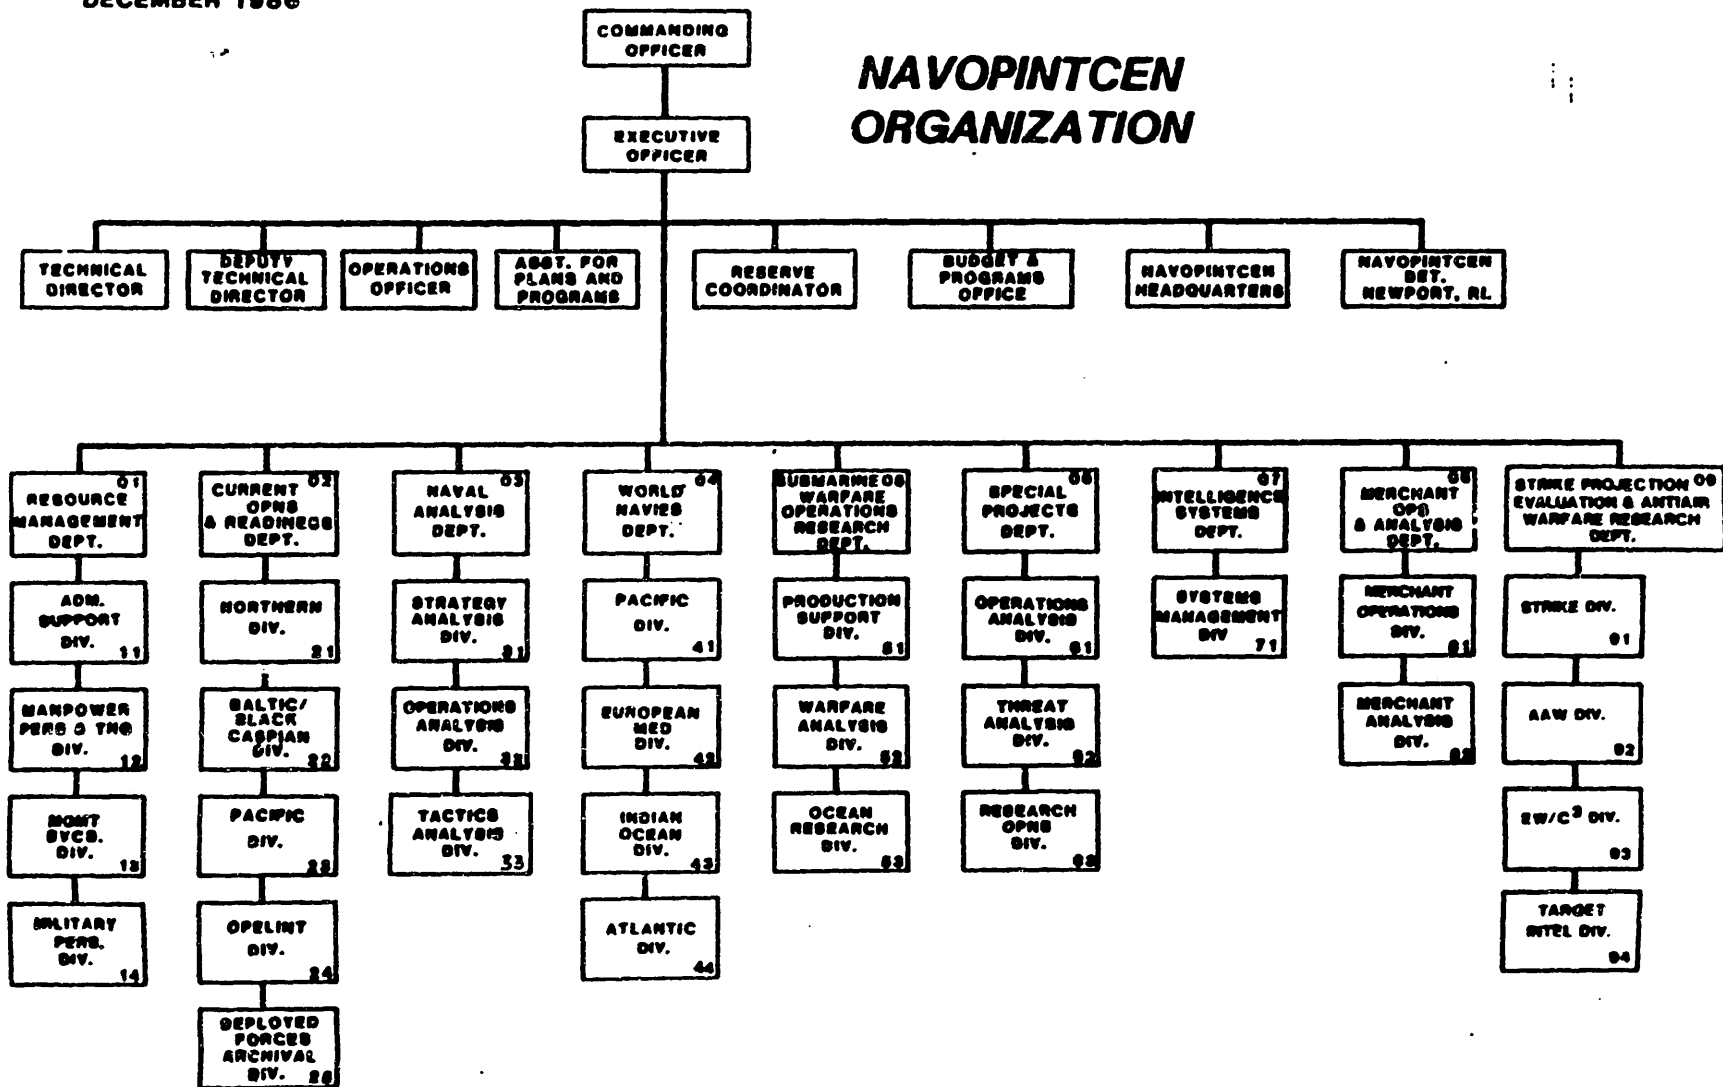 DECEMBER 1986
COMMANDING
OFFICER
NAVOPINTCEN
ORGANIZATION
EXECUTIVE
OFFICER
TECHNICAL
DIRECTOR
DEPUTY
TECHNICAL
DIRECTOR
OPERATIONS
OFFICER
ASST. FOR
PLANS AND
PROGRAMS
RESERVE
COORDINATOR
BUDGET &
PROGRAMS
OFFICE
NAVOPINTCEN
HEADQUARTERS
NAVOPINTCEN
DET.
NEWPORT, RI.
01
RESOURCE
MANAGEMENT
DEPT.
ADM.
SUPPORT
DIV.
11
MANPOWER
PERS & TNG
DIV.
12
MGMT
SVCS.
DIV.
13
MILITARY
PERS.
DIV.
14
02
CURRENT
OPNS
& READINESS
DEPT.
NORTHERN
DIV.
21
BALTIC/
BLACK
CASPIAN
DIV.
22
PACIFIC
DIV.
23
OPELINT
DIV.
24
DEPLOYED
FORCES
ARCHIVAL
DIV.
25
03
NAVAL
ANALYSIS
DEPT.
STRATEGY
ANALYSIS
DIV.
31
OPERATIONS
ANALYSIS
DIV.
32
TACTICS
ANALYSIS
DIV.
33
04
WORLD
NAVIES
DEPT.
PACIFIC
DIV.
41
EUROPEAN
MED
DIV.
42
INDIAN
OCEAN
DIV.
43
ATLANTIC
DIV.
44
SUBMARINE 05
WARFARE
OPERATIONS
RESEARCH
DEPT.
PRODUCTION
SUPPORT
DIV.
51
WARFARE
ANALYSIS
DIV.
52
OCEAN
RESEARCH
DIV.
53
06
SPECIAL
PROJECTS
DEPT.
OPERATIONS
ANALYSIS
DIV.
61
THREAT
ANALYSIS
DIV.
62
RESEARCH
OPNS
DIV.
63
07
INTELLIGENCE
SYSTEMS
DEPT.
SYSTEMS
MANAGEMENT
DIV
71
08
MERCHANT
OPS
& ANALYSIS
DEPT.
MERCHANT
OPERATIONS
DIV.
81
MERCHANT
ANALYSIS
DIV.
82
STRIKE PROJECTION 09
EVALUATION & ANTIAIR
WARFARE RESEARCH
DEPT.
STRIKE DIV.
91
AAW DIV.
92
EW/C³ DIV.
93
TARGET
INTEL DIV.
94